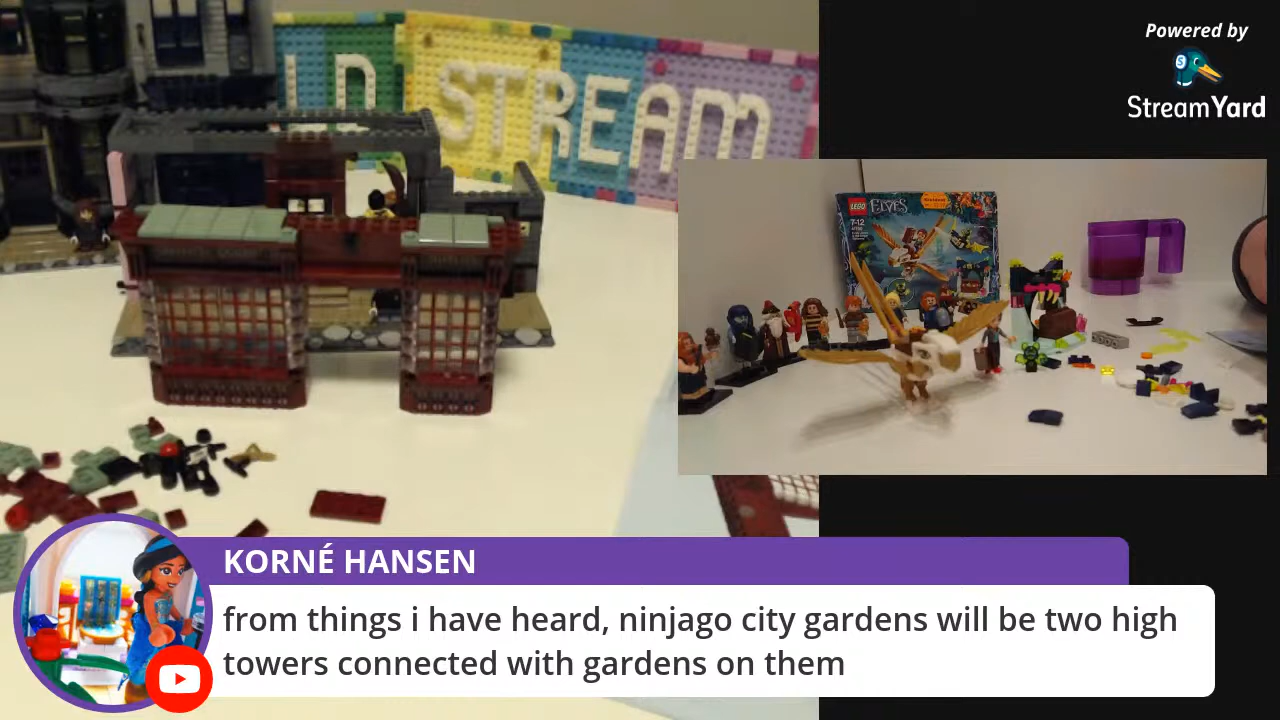 LD STREAM
Powered by
StreamYard
LEGO ELVES
7-12
KORNÉ HANSEN
from things i have heard, ninjago city gardens will be two high
towers connected with gardens on them